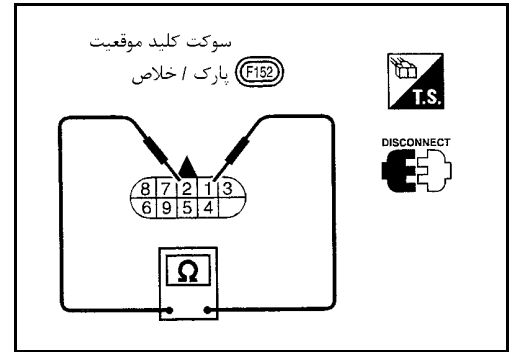 سوکت کلید موقعیت
پارک / خلاص F152
T.S.
DISCONNECT
8 7 2 1 3
6 9 5 4
Ω